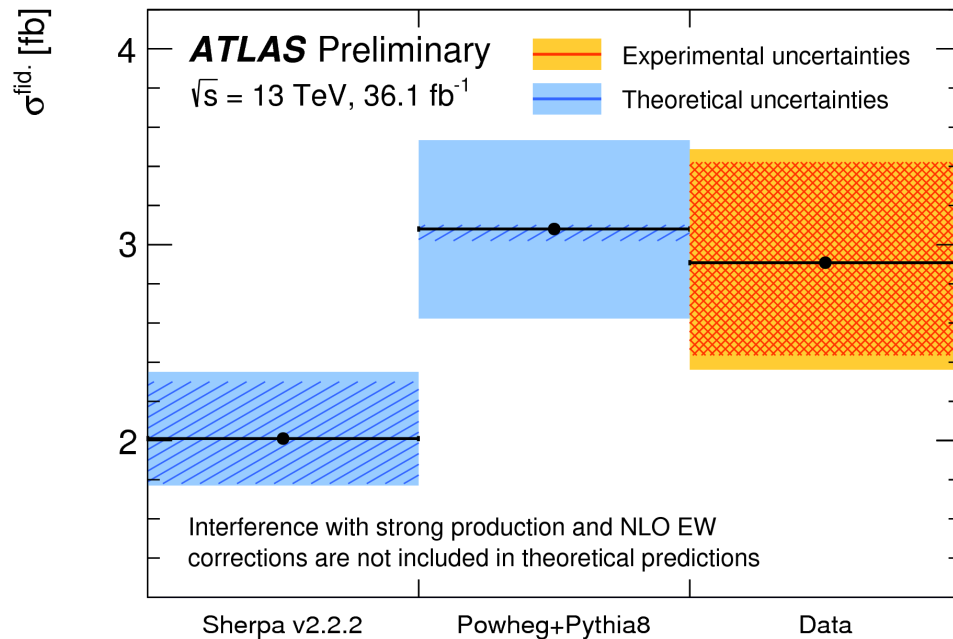 σfid. [fb]
ATLAS Preliminary
√s = 13 TeV, 36.1 fb-1
Experimental uncertainties
Theoretical uncertainties
4
3
2
Interference with strong production and NLO EW
corrections are not included in theoretical predictions
Sherpa v2.2.2
Powheg+Pythia8
Data